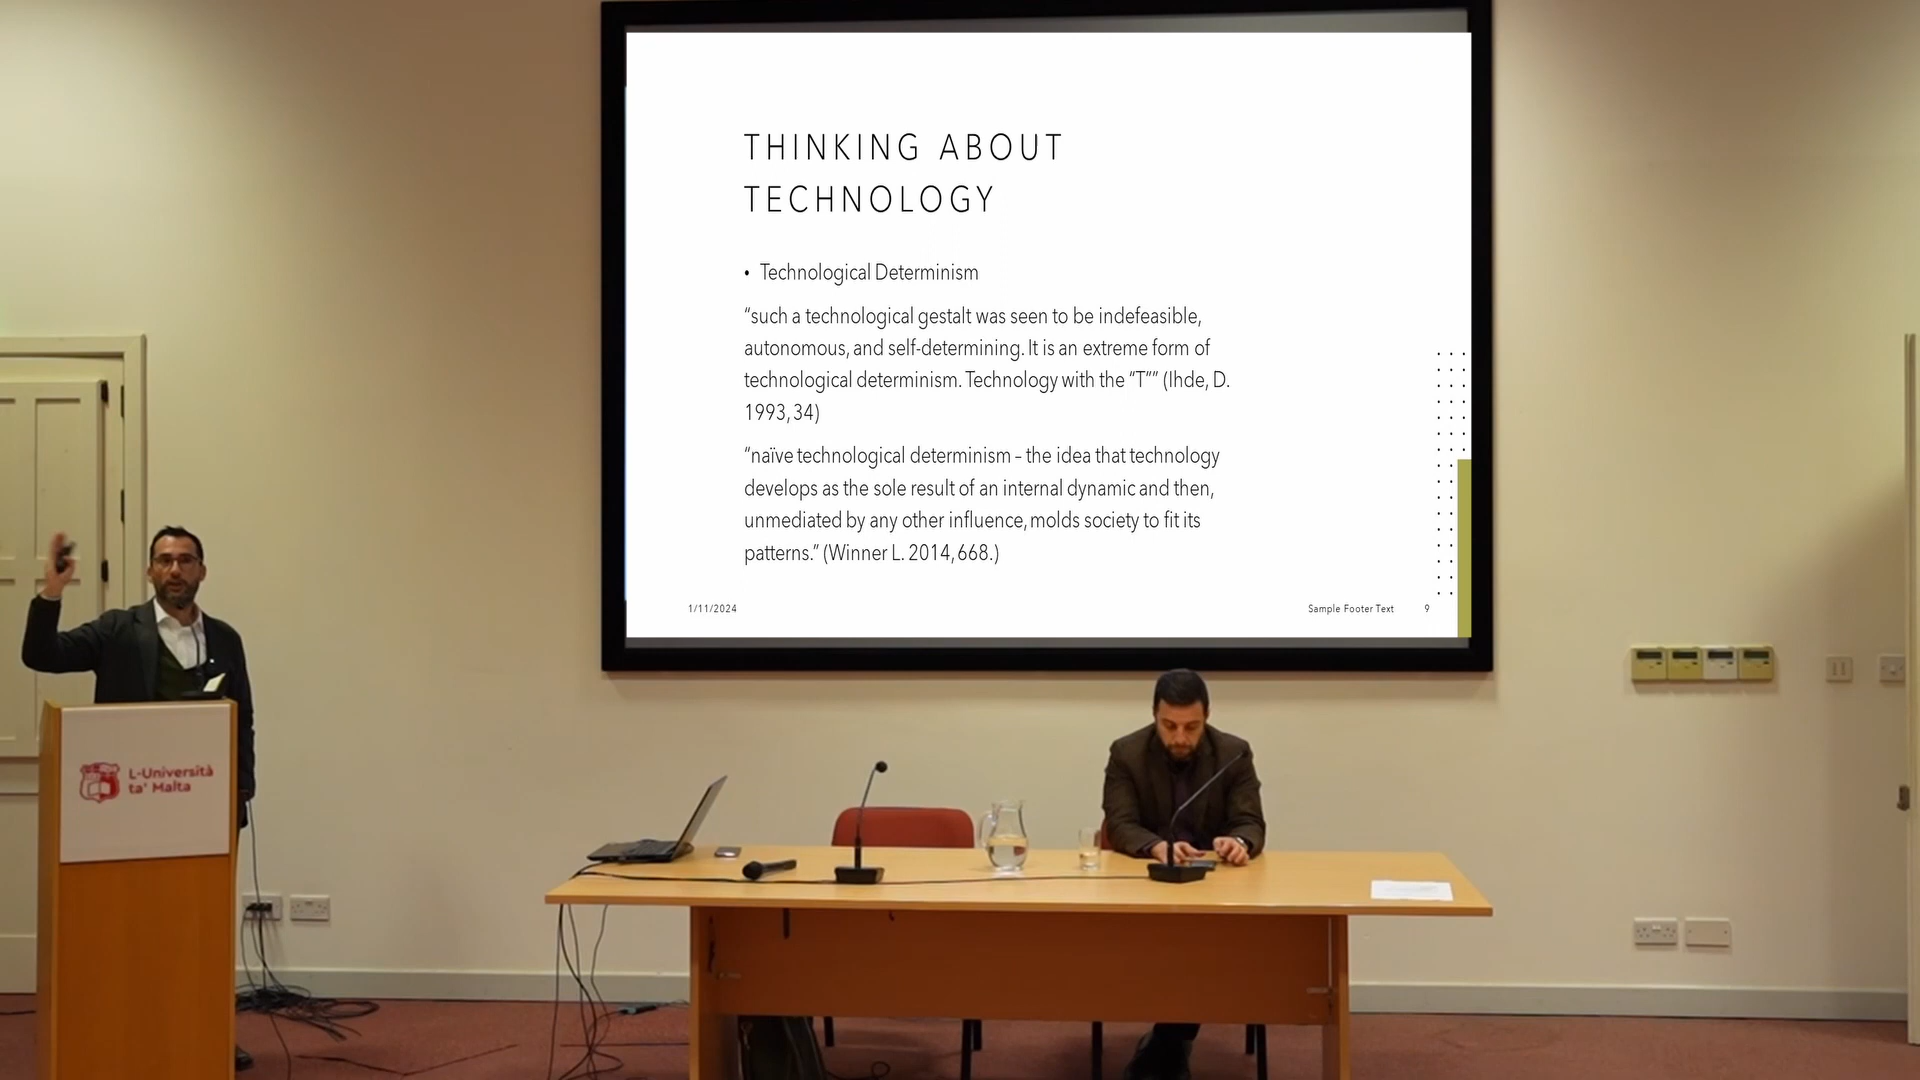 THINKING ABOUT
TECHNOLOGY
• Technological Determinism
“such a technological gestalt was seen to be indefeasible,
autonomous, and self-determining. It is an extreme form of
technological determinism. Technology with the “T”” (Ihde, D.
1993, 34)
“naïve technological determinism – the idea that technology
develops as the sole result of an internal dynamic and then,
unmediated by any other influence, molds society to fit its
patterns.” (Winner L. 2014, 668.)
1/11/2024
Sample Footer Text
9
L-Università
ta' Malta